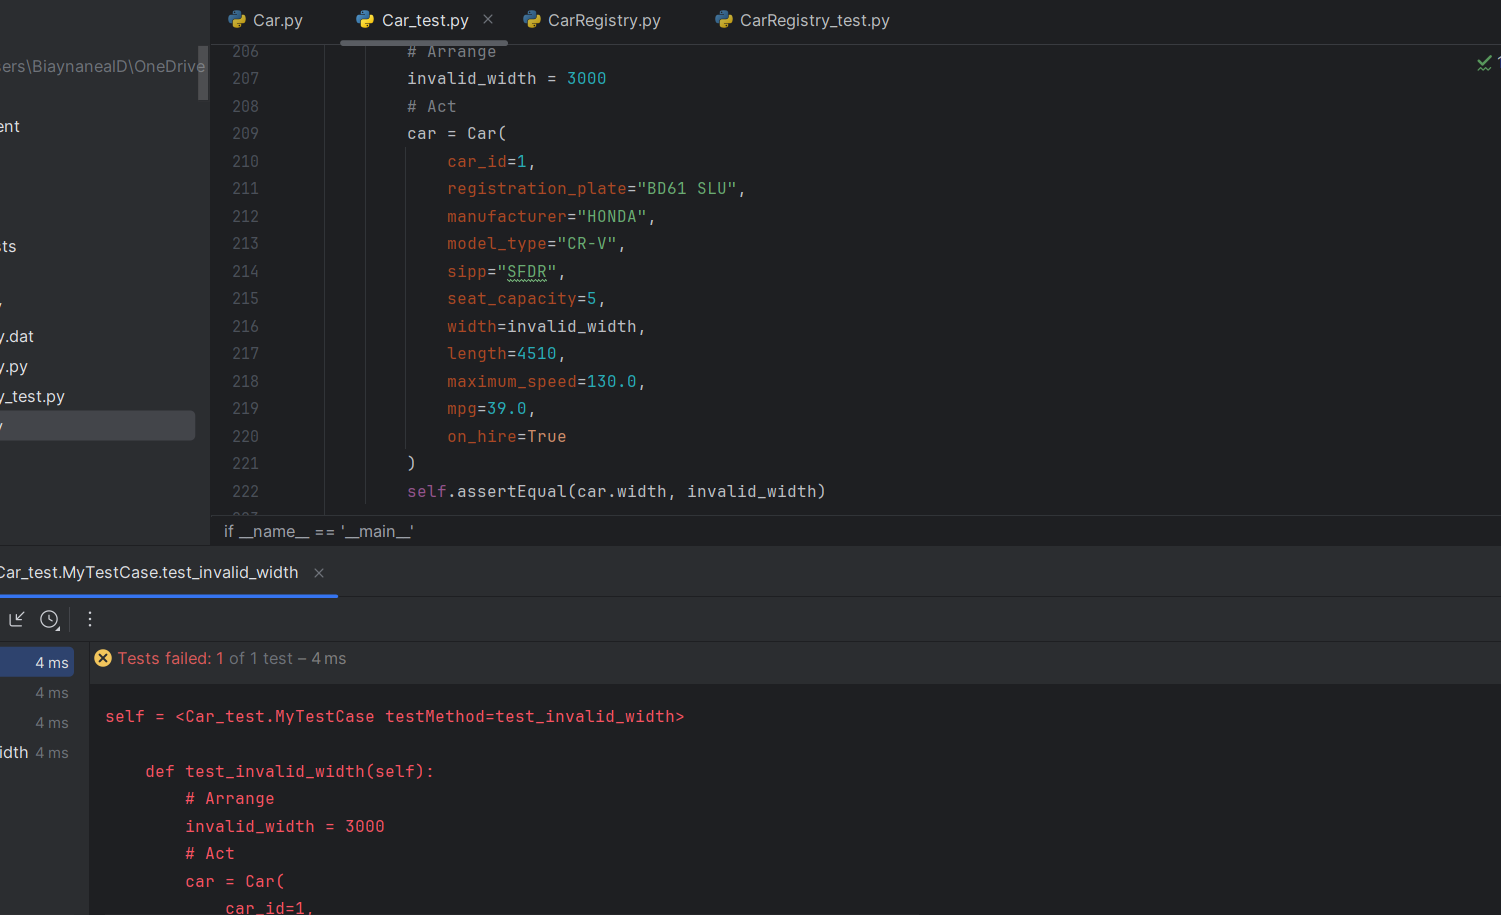 Car.py
Car_test.py
CarRegistry.py
CarRegistry_test.py
ers\BiaynanealD\OneDrive
ent
ts
y.dat
y.py
y_test.py
206 # Arrange
207 invalid_width = 3000
208 # Act
209 car = Car(
210 car_id=1,
211 registration_plate="BD61 SLU",
212 manufacturer="HONDA",
213 model_type="CR-V",
214 sipp="SFDR",
215 seat_capacity=5,
216 width=invalid_width,
217 length=4510,
218 maximum_speed=130.0,
219 mpg=39.0,
220 on_hire=True
221 )
222 self.assertEqual(car.width, invalid_width)
if __name__ == '__main__'
Car_test.MyTestCase.test_invalid_width
4 ms
4 ms
4 ms
idth 4 ms
Tests failed: 1 of 1 test – 4 ms
self = <Car_test.MyTestCase testMethod=test_invalid_width>
def test_invalid_width(self):
# Arrange
invalid_width = 3000
# Act
car = Car(
car_id=1,